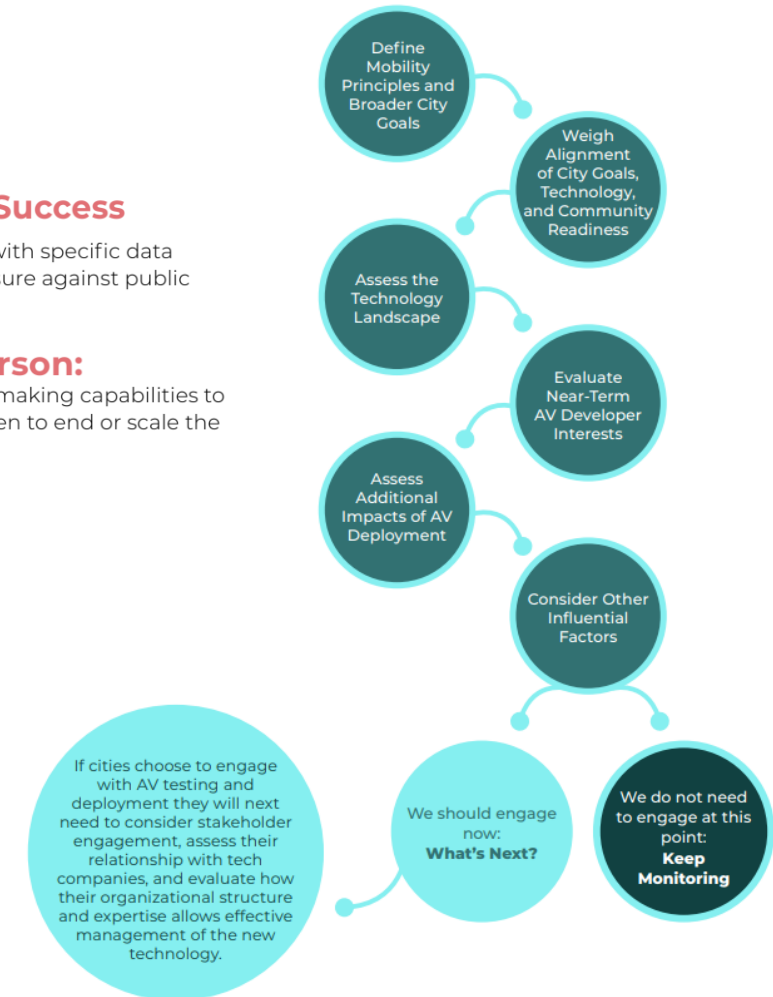 Define
Mobility
Principles and
Broader City
Goals
Weigh
Alignment
of City Goals,
Technology,
and Community
Readiness
Success
with specific data
sure against public
Assess the
Technology
Landscape
rson:
making capabilities to
en to end or scale the
Evaluate
Near-Term
AV Developer
Interests
Assess
Additional
Impacts of AV
Deployment
Consider Other
Influential
Factors
If cities choose to engage
with AV testing and
deployment they will next
need to consider stakeholder
engagement, assess their
relationship with tech
companies, and evaluate how
their organizational structure
and expertise allows effective
management of the new
technology.
We should engage
now:
What's Next?
We do not need
to engage at this
point:
Keep
Monitoring